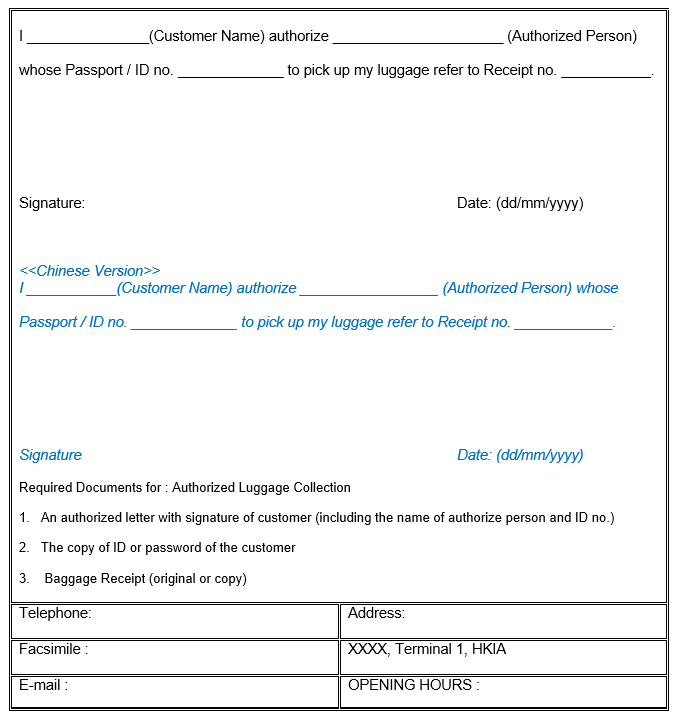 I _______________(Customer Name) authorize _____________________ (Authorized Person)
whose Passport / ID no. _____________ to pick up my luggage refer to Receipt no. ___________.
Signature: Date: (dd/mm/yyyy)
<<Chinese Version>>
I ___________(Customer Name) authorize _________________ (Authorized Person) whose
Passport / ID no. _____________ to pick up my luggage refer to Receipt no. ____________.
Signature Date: (dd/mm/yyyy)
Required Documents for : Authorized Luggage Collection
1. An authorized letter with signature of customer (including the name of authorize person and ID no.)
2. The copy of ID or password of the customer
3. Baggage Receipt (original or copy)
Telephone: Address:
Facsimile : XXXX, Terminal 1, HKIA
E-mail : OPENING HOURS :